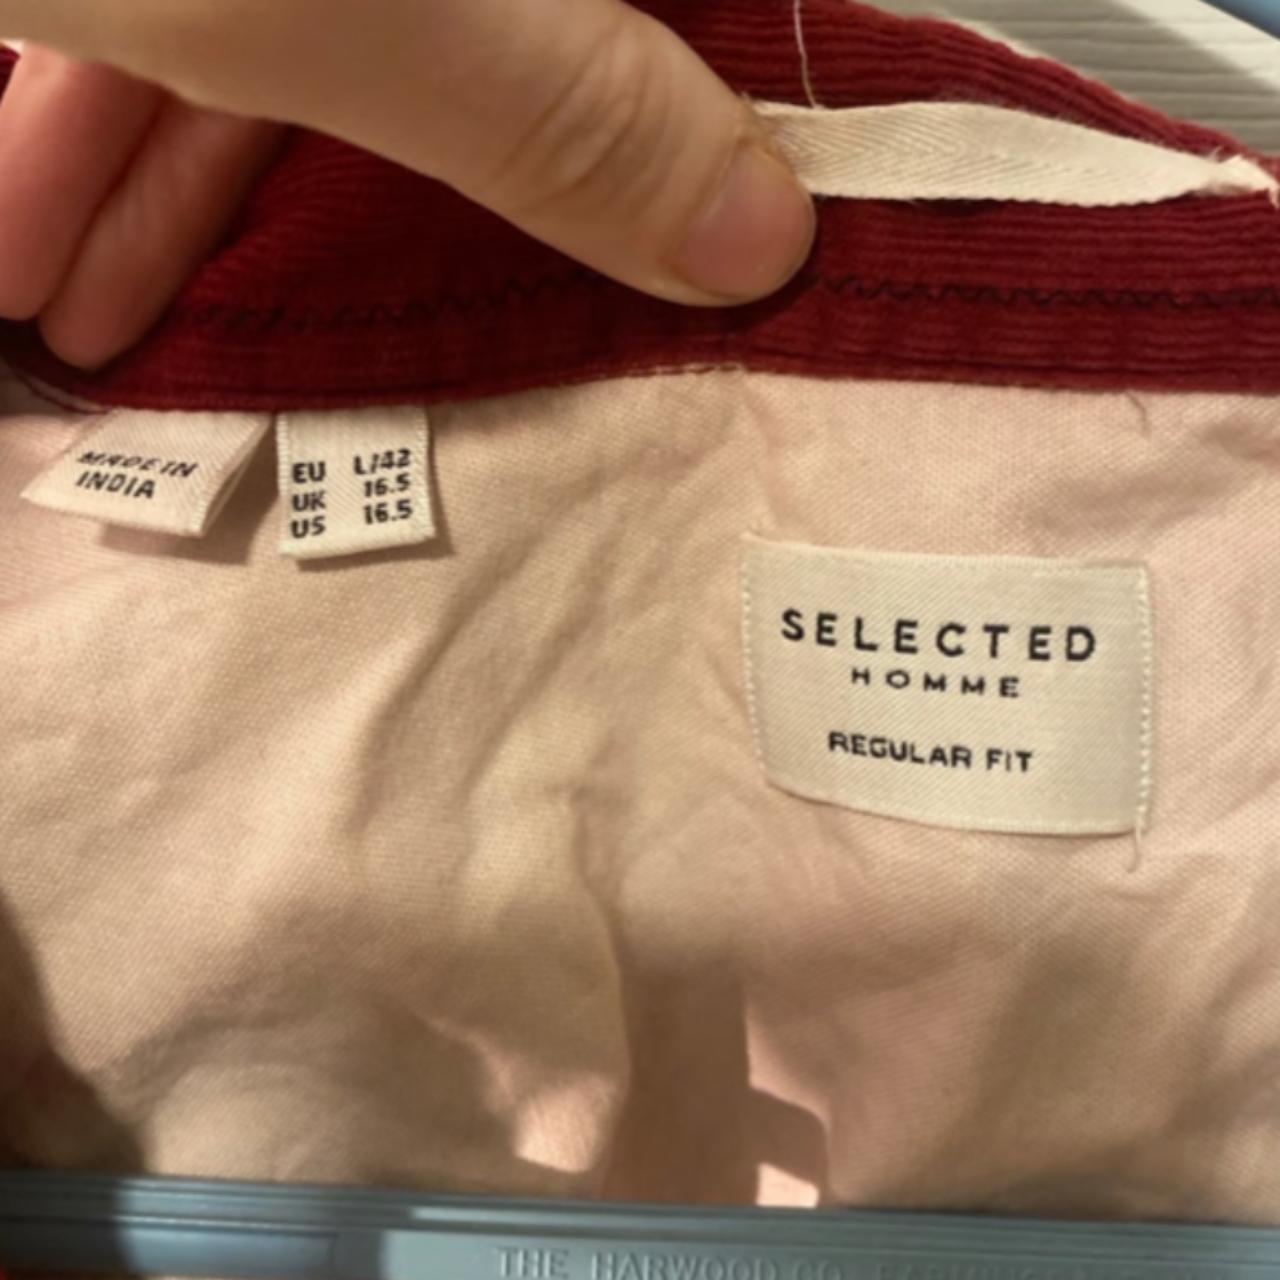 MADE IN
INDIA
EU L/42
UK 16.5
US 16.5
SELECTED
HOMME
REGULAR FIT
THE HARWOOD CO.